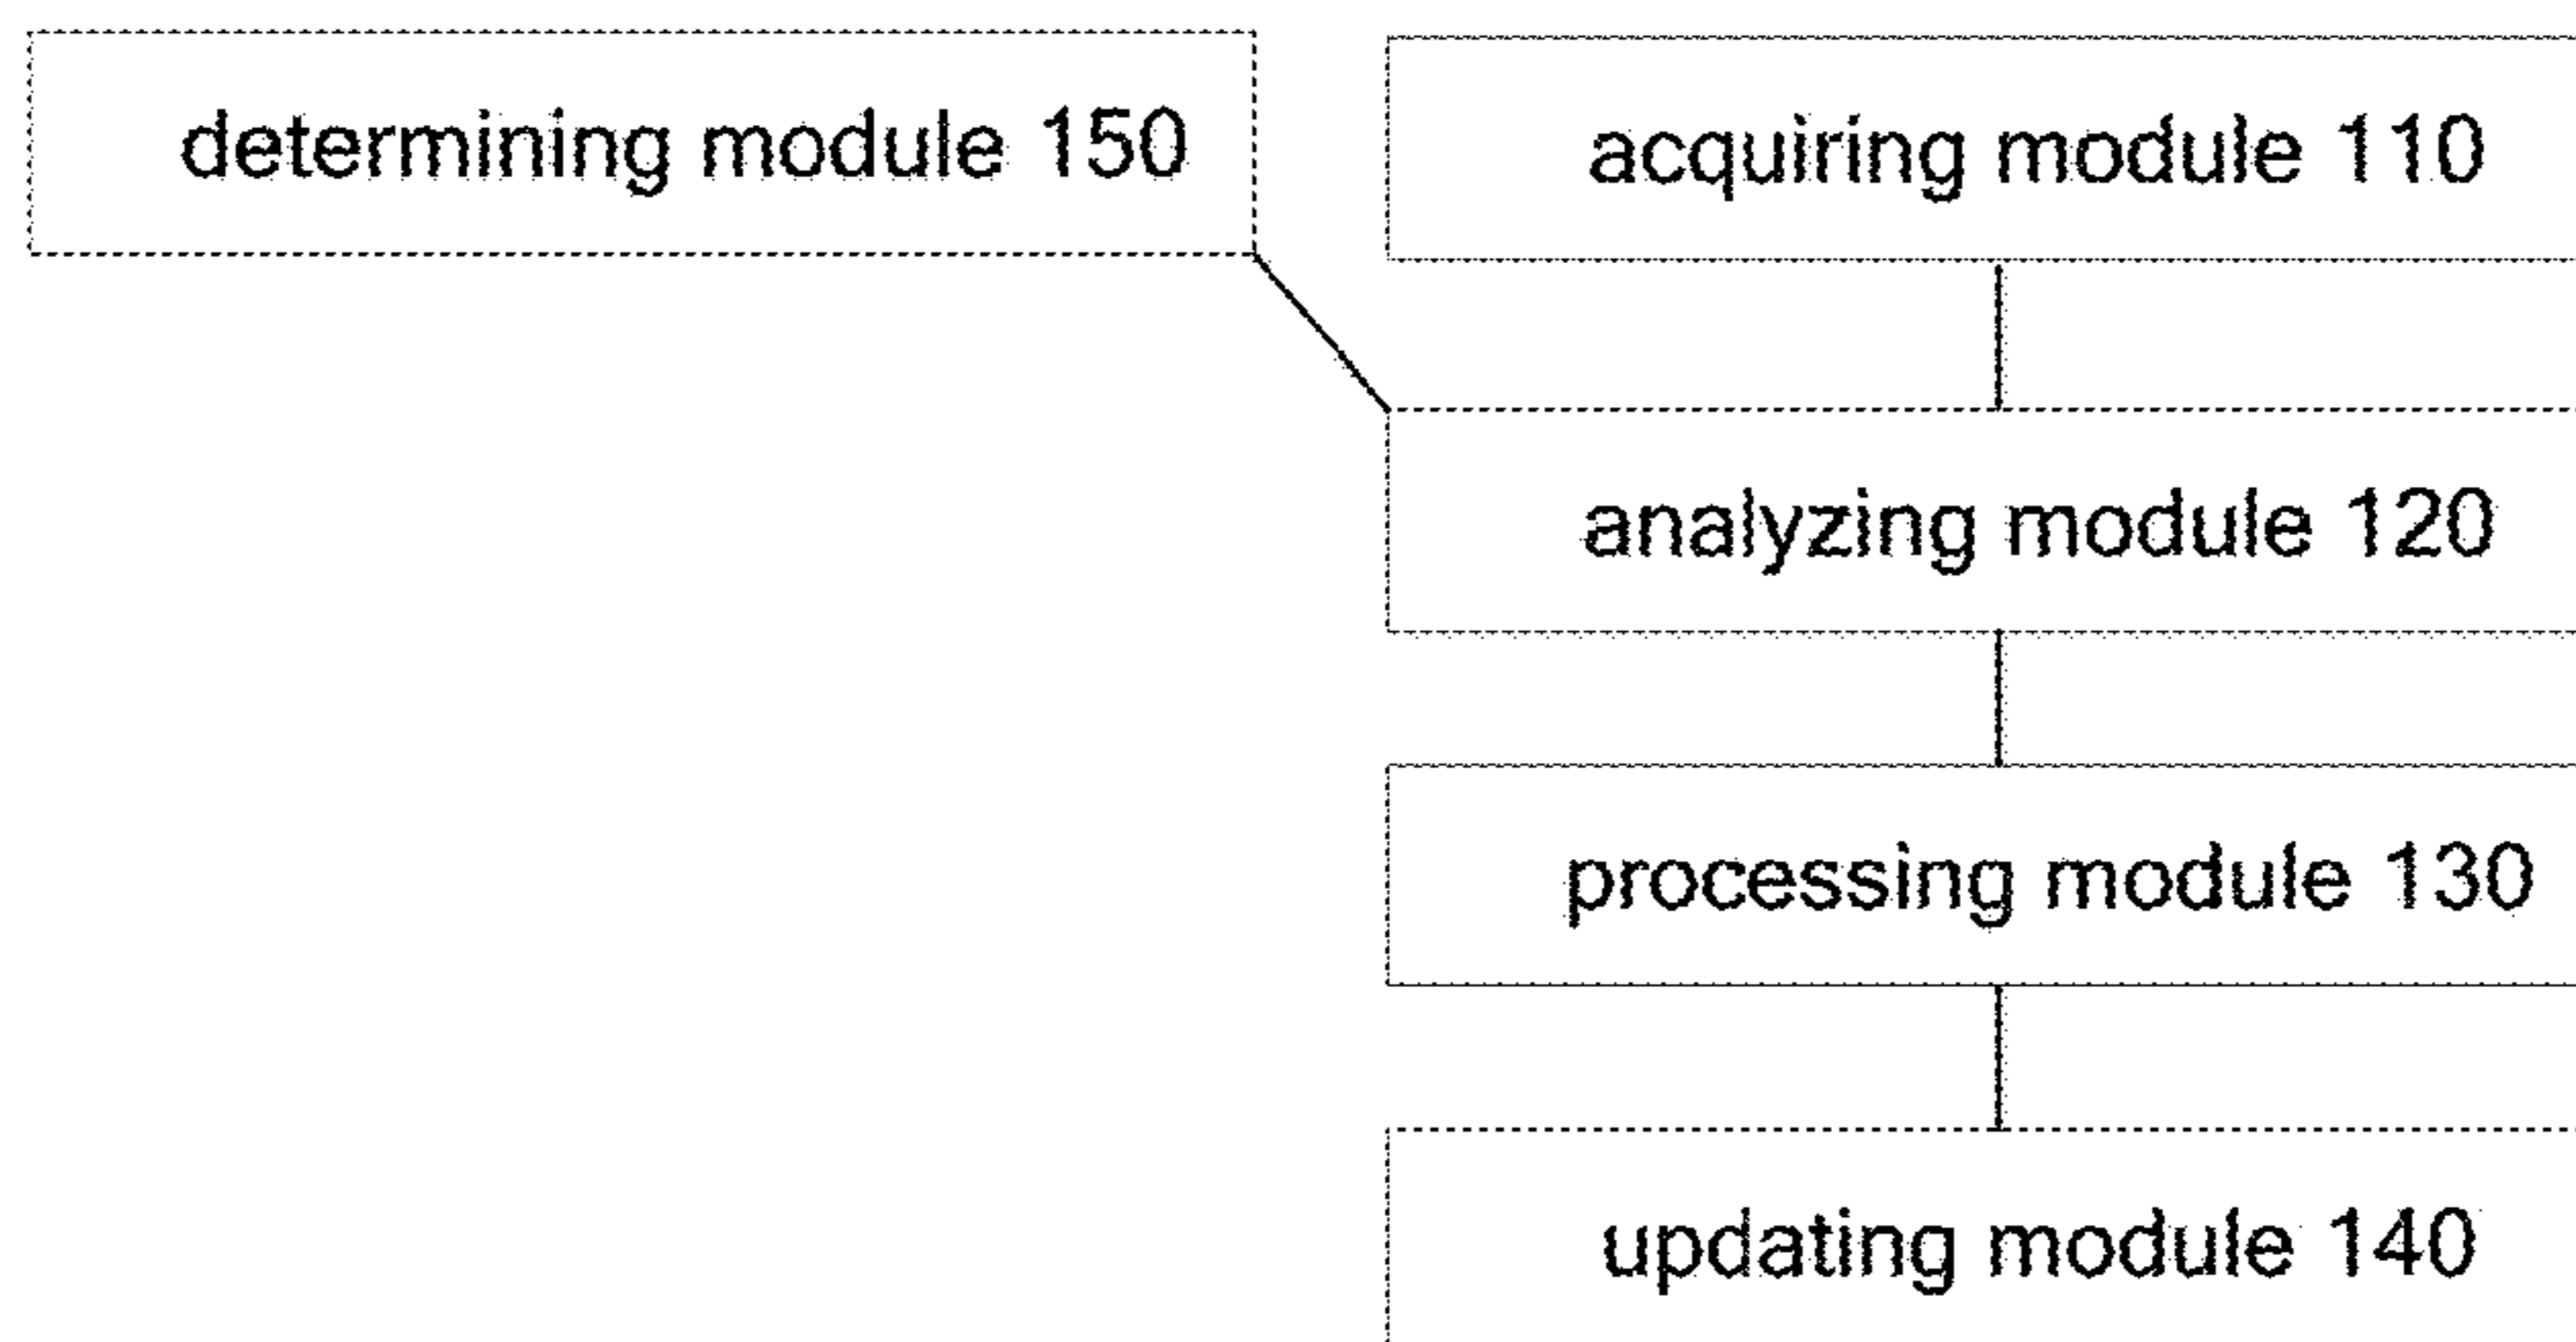 determining module 150
acquiring module 110
analyzing module 120
processing module 130
updating module 140